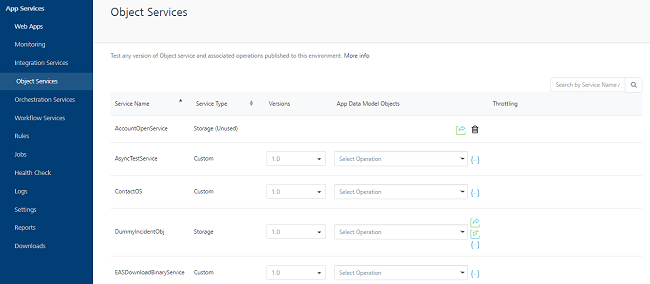 App Services
Web Apps
Monitoring
Integration Services
Object Services
Orchestration Services
Workflow Services
Rules
Jobs
Health Check
Logs
Settings
Reports
Downloads
Object Services
Test any version of Object service and associated operations published to this environment. More info
Search by Service Name /
Service Name Service Type Versions App Data Model Objects Throttling
AccountOpenService Storage (Unused)
AsyncTestService Custom 1.0 Select Operation
ContactOS Custom 1.0 Select Operation
DummyIncidentObj Storage 1.0 Select Operation
EASDownloadBinaryService Custom 1.0 Select Operation